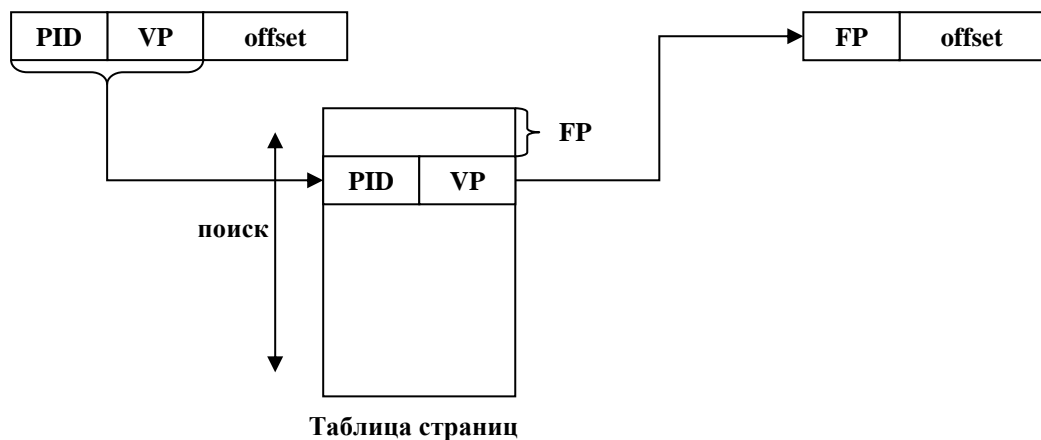 PID VP offset
FP offset
FP
PID VP
поиск
Таблица страниц